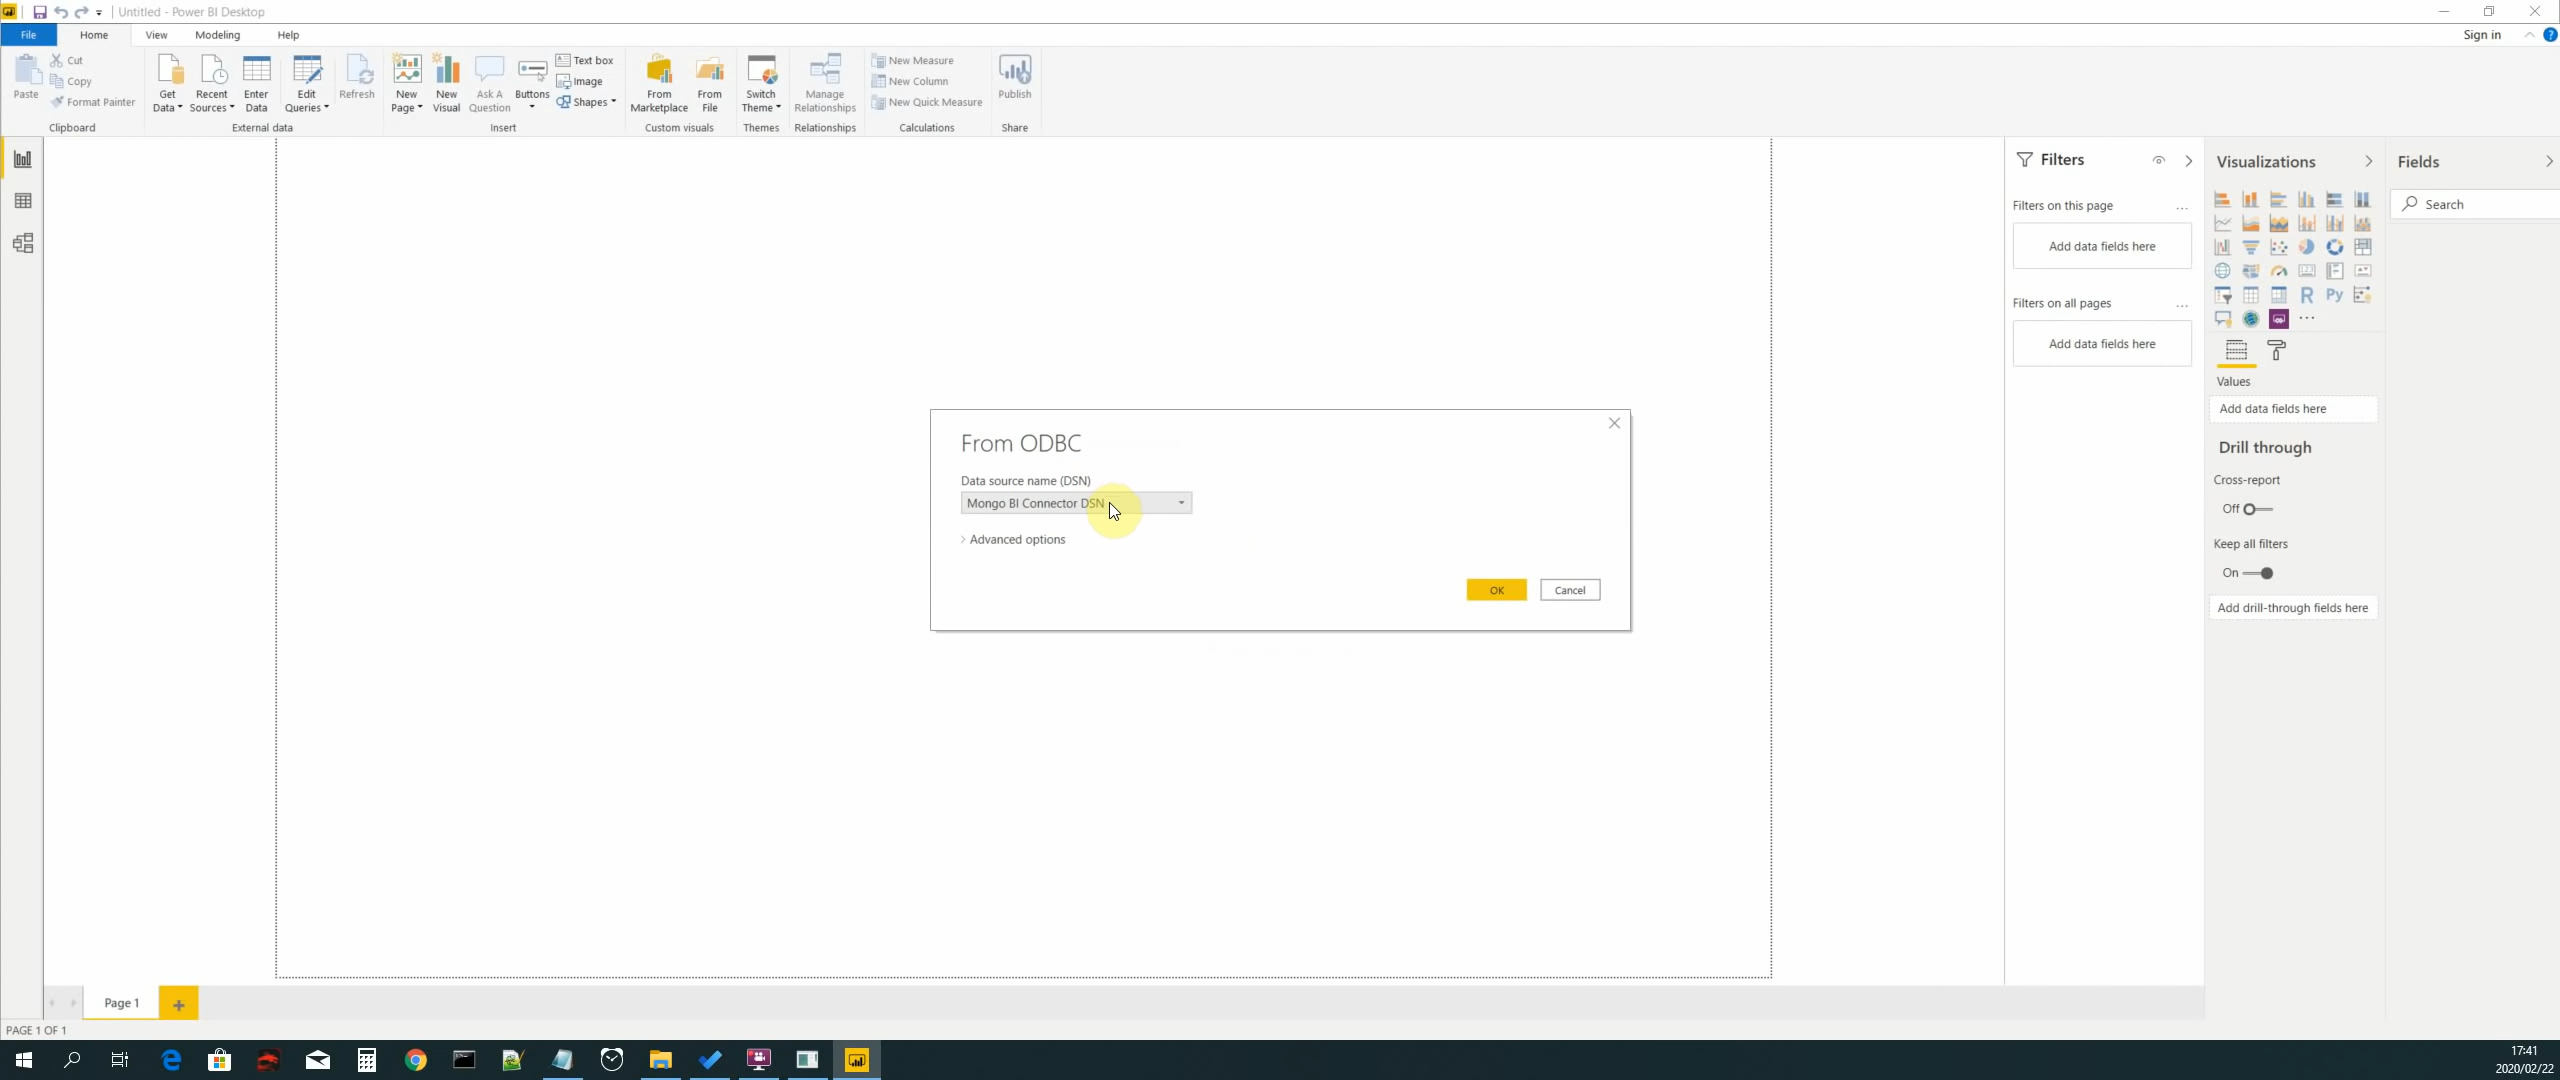 Untitled - Power BI Desktop
File Home View Modeling Help Sign in ?
Paste
Cut
Copy
Format Painter
Clipboard
Get Data
Recent Sources
Enter Data
Edit Queries
Refresh
External data
New Page
New Visual
Ask A Question
Buttons
Text box
Image
Shapes
Insert
From Marketplace
From File
Custom visuals
Switch Theme
Themes
Manage Relationships
Relationships
New Measure
New Column
New Quick Measure
Calculations
Publish
Share
Filters
Filters on this page ...
Add data fields here
Filters on all pages ...
Add data fields here
Visualizations
R Py
...
Values
Add data fields here
Drill through
Cross-report
Off
Keep all filters
On
Add drill-through fields here
Fields
Search
From ODBC
Data source name (DSN)
Mongo BI Connector DSN
Advanced options
OK Cancel
Page 1 +
PAGE 1 OF 1
17:41
2020/02/22